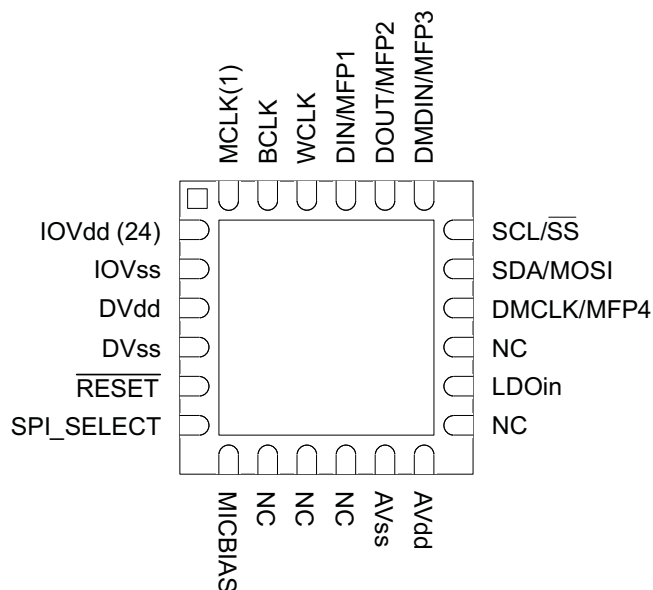 MCLK(1)
BCLK
WCLK
DIN/MFP1
DOUT/MFP2
DMDIN/MFP3
IOVdd (24)
IOVss
DVdd
DVss
RESET
SPI_SELECT
SCL/SS
SDA/MOSI
DMCLK/MFP4
NC
LDOin
NC
MICBIAS
NC
NC
NC
AVss
AVdd